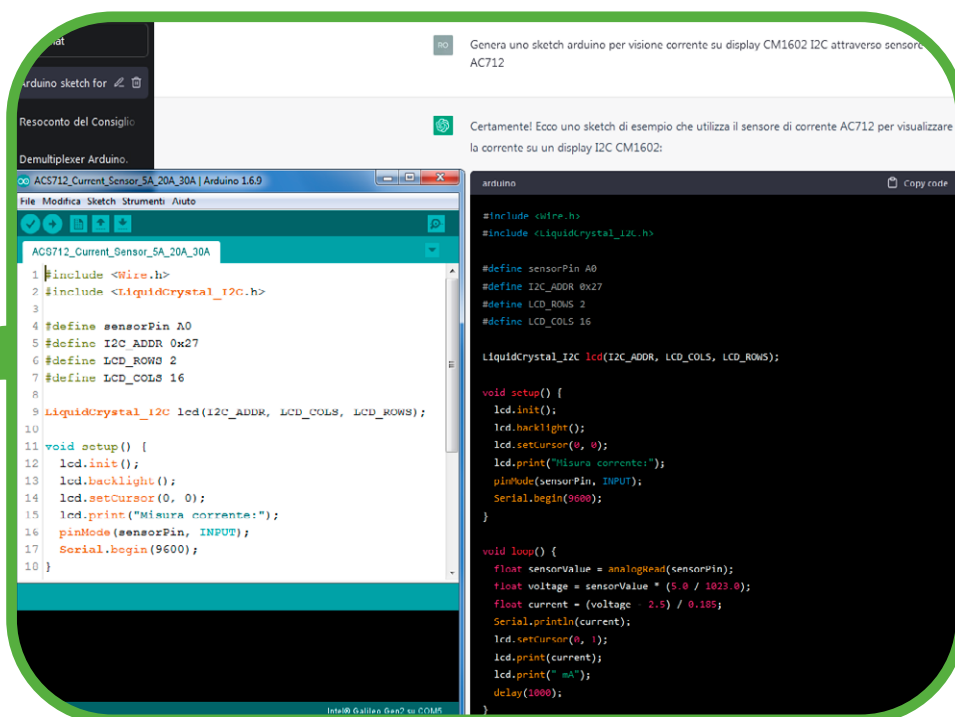 at
Arduino sketch for
Resoconto del Consiglio
Demultiplexer Arduino.
RO
Genera uno sketch arduino per visione corrente su display CM1602 I2C attraverso sensore
AC712
Certamente! Ecco uno sketch di esempio che utilizza il sensore di corrente AC712 per visualizzare
la corrente su un display I2C CM1602:
ACS712_Current_Sensor_5A_20A_30A | Arduino 1.6.9
File Modifica Sketch Strumenti Aiuto
ACS712_Current_Sensor_5A_20A_30A
1 #include <Wire.h>
2 #include <LiquidCrystal_I2C.h>
3
4 #define sensorPin A0
5 #define I2C_ADDR 0x27
6 #define LCD_ROWS 2
7 #define LCD_COLS 16
8
9 LiquidCrystal_I2C lcd(I2C_ADDR, LCD_COLS, LCD_ROWS);
10
11 void setup() {
12 lcd.init();
13 lcd.backlight();
14 lcd.setCursor(0, 0);
15 lcd.print("Misura corrente:");
16 pinMode(sensorPin, INPUT);
17 Serial.begin(9600);
18 }
Intel® Galileo Gen2 su COM5
arduino
Copy code
#include <Wire.h>
#include <LiquidCrystal_I2C.h>
#define sensorPin A0
#define I2C_ADDR 0x27
#define LCD_ROWS 2
#define LCD_COLS 16
LiquidCrystal_I2C lcd(I2C_ADDR, LCD_COLS, LCD_ROWS);
void setup() {
lcd.init();
lcd.backlight();
lcd.setCursor(0, 0);
lcd.print("Misura corrente:");
pinMode(sensorPin, INPUT);
Serial.begin(9600);
}
void loop() {
float sensorValue = analogRead(sensorPin);
float voltage = sensorValue * (5.0 / 1023.0);
float current = (voltage - 2.5) / 0.185;
Serial.println(current);
lcd.setCursor(0, 1);
lcd.print(current);
lcd.print(" mA");
delay(1000);
}